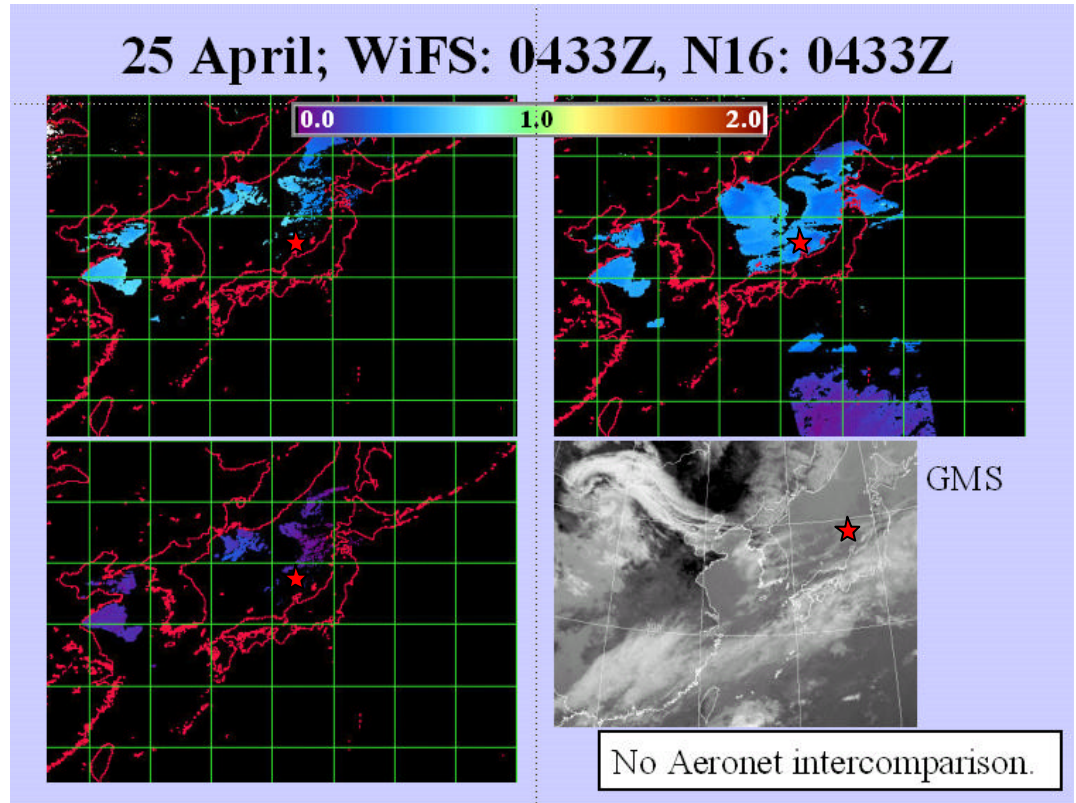 25 April; WiFS: 0433Z, N16: 0433Z
0.0 1.0 2.0
GMS
No Aeronet intercomparison.